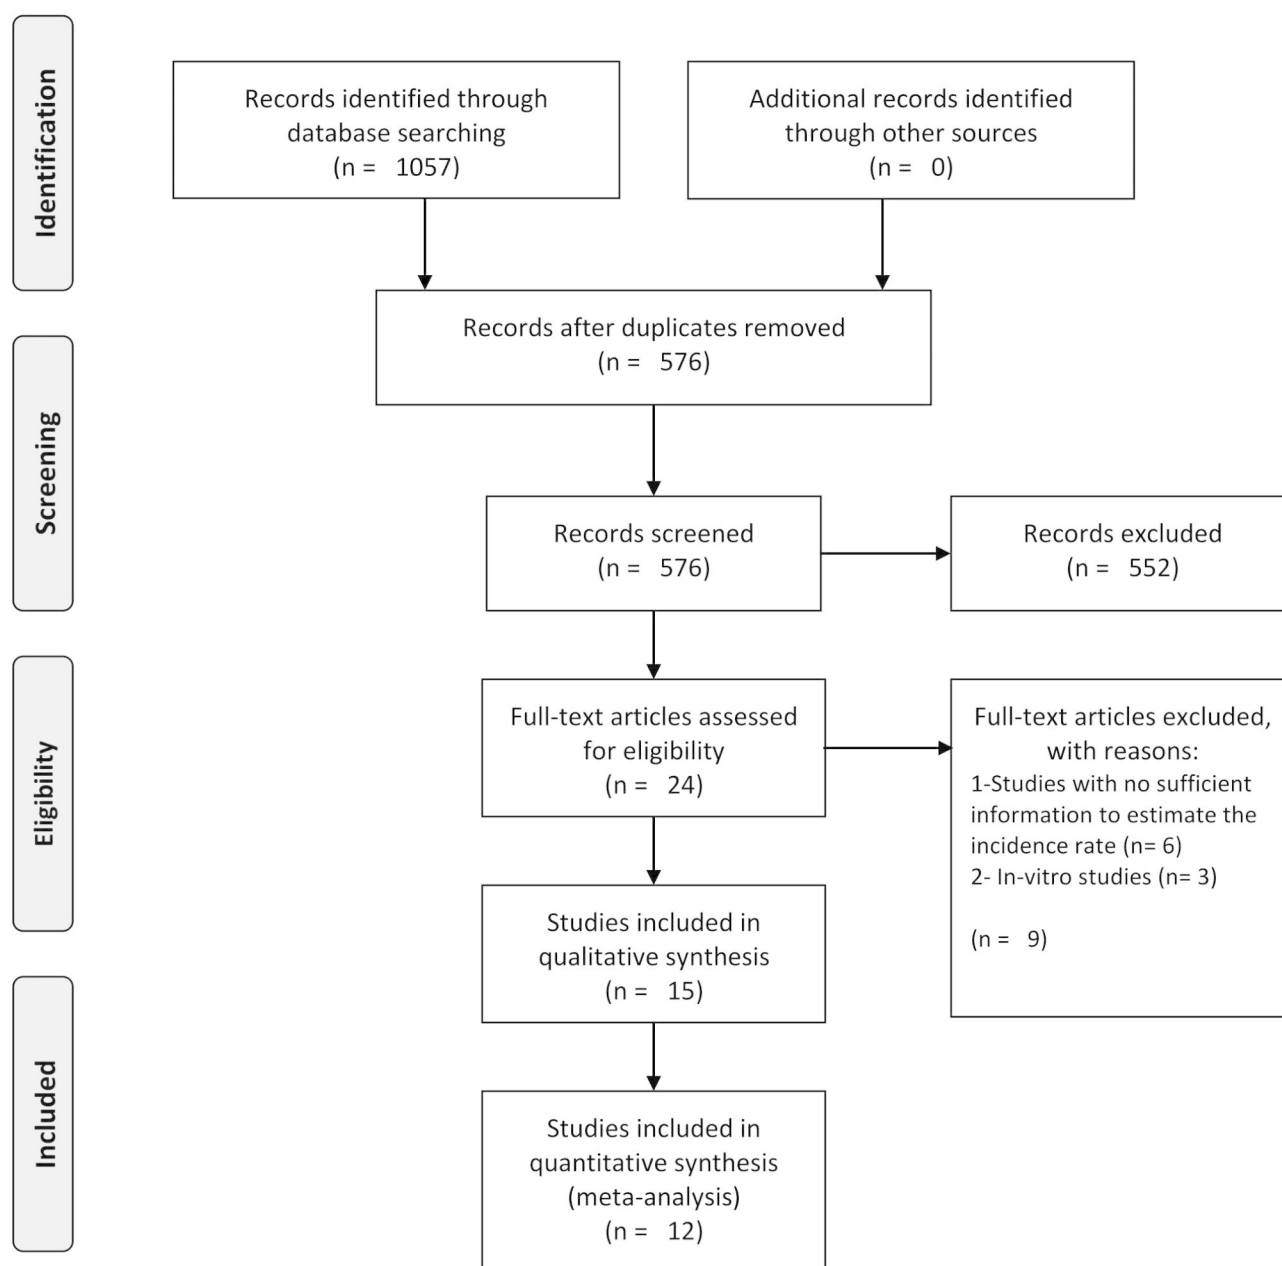 Identification
Records identified through
database searching
(n = 1057)
Additional records identified
through other sources
(n = 0)
Screening
Records after duplicates removed
(n = 576)
Records screened
(n = 576)
Records excluded
(n = 552)
Eligibility
Full-text articles assessed
for eligibility
(n = 24)
Full-text articles excluded,
with reasons:
1-Studies with no sufficient
information to estimate the
incidence rate (n= 6)
2- In-vitro studies (n= 3)
(n = 9)
Studies included in
qualitative synthesis
(n = 15)
Included
Studies included in
quantitative synthesis
(meta-analysis)
(n = 12)